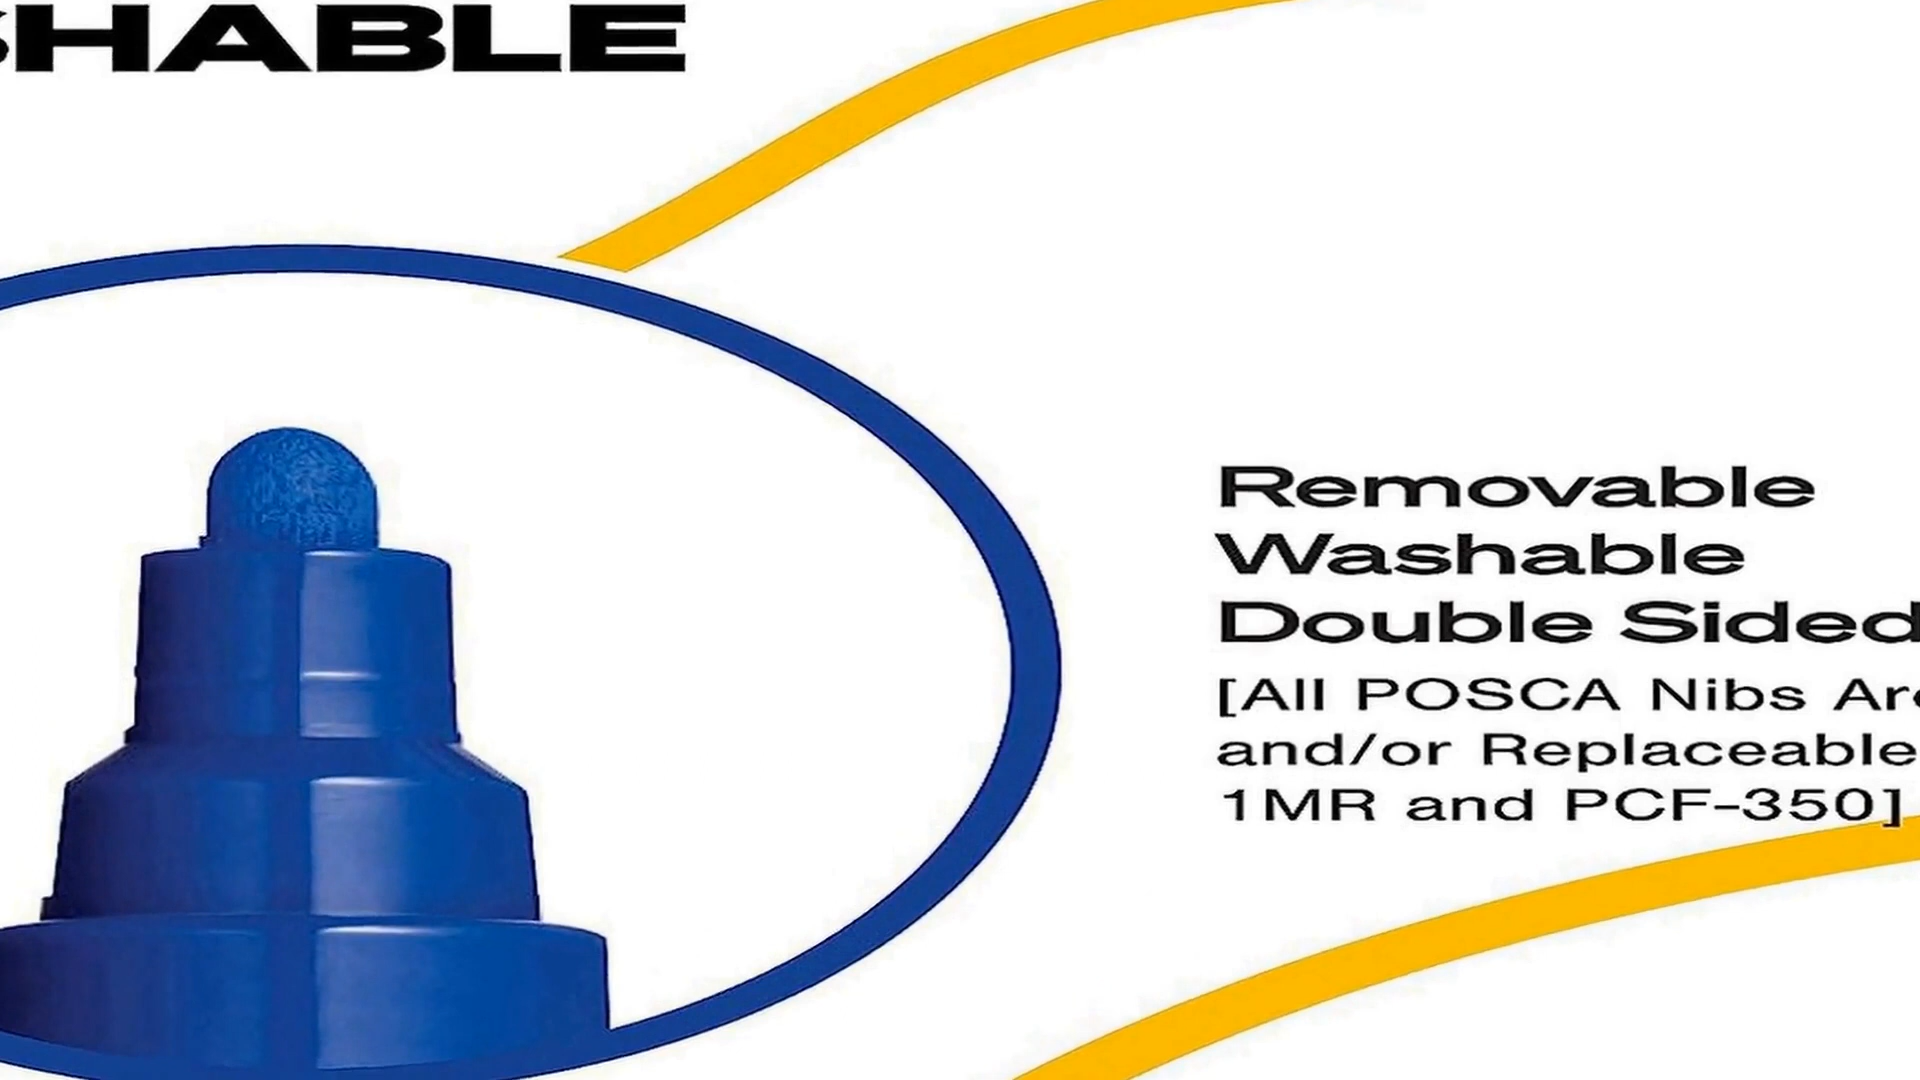 SHABLE
Removable
Washable
Double Sided
[All POSCA Nibs Are
and/or Replaceable
1MR and PCF-350]